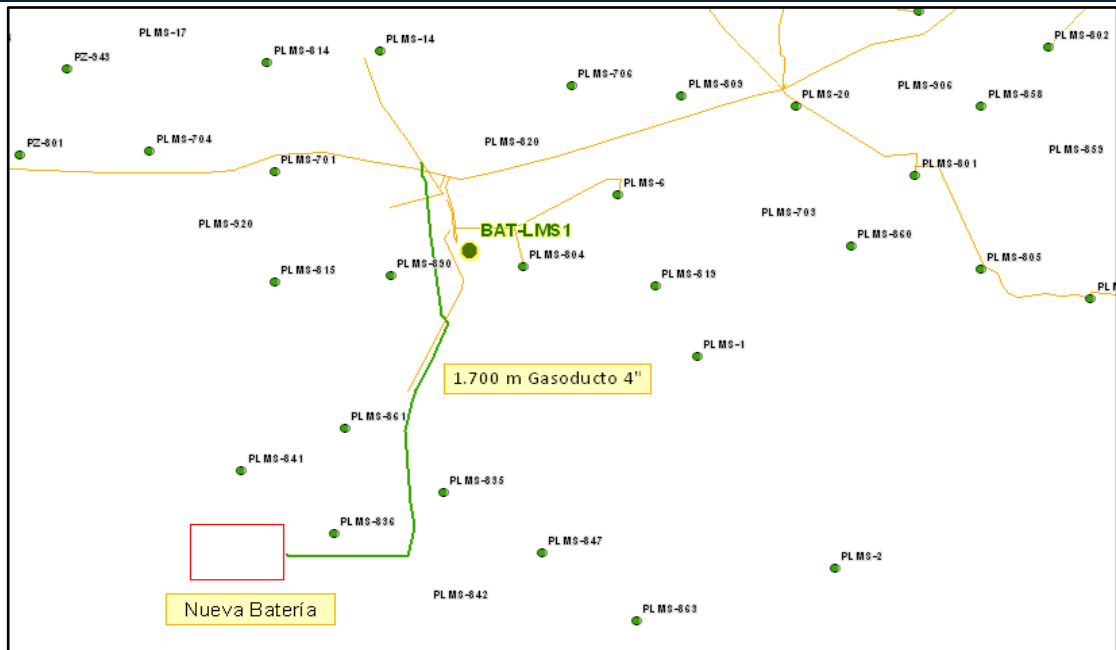 PLMS-17
PLMS-14
PLMS-802
PZ-943
PLMS-814
PLMS-706
PLMS-809
PLMS-906
PLMS-20
PLMS-858
PZ-801
PLMS-704
PLMS-820
PLMS-859
PLMS-701
PLMS-801
PLMS-6
PLMS-920
PLMS-703
BAT-LMS1
PLMS-860
PLMS-815
PLMS-890
PLMS-804
PLMS-819
PLMS-805
PLMS-1
1.700 m Gasoducto 4"
PLMS-861
PLMS-841
PLMS-835
PLMS-836
PLMS-847
PLMS-2
PLMS-842
Nueva Batería
PLMS-863